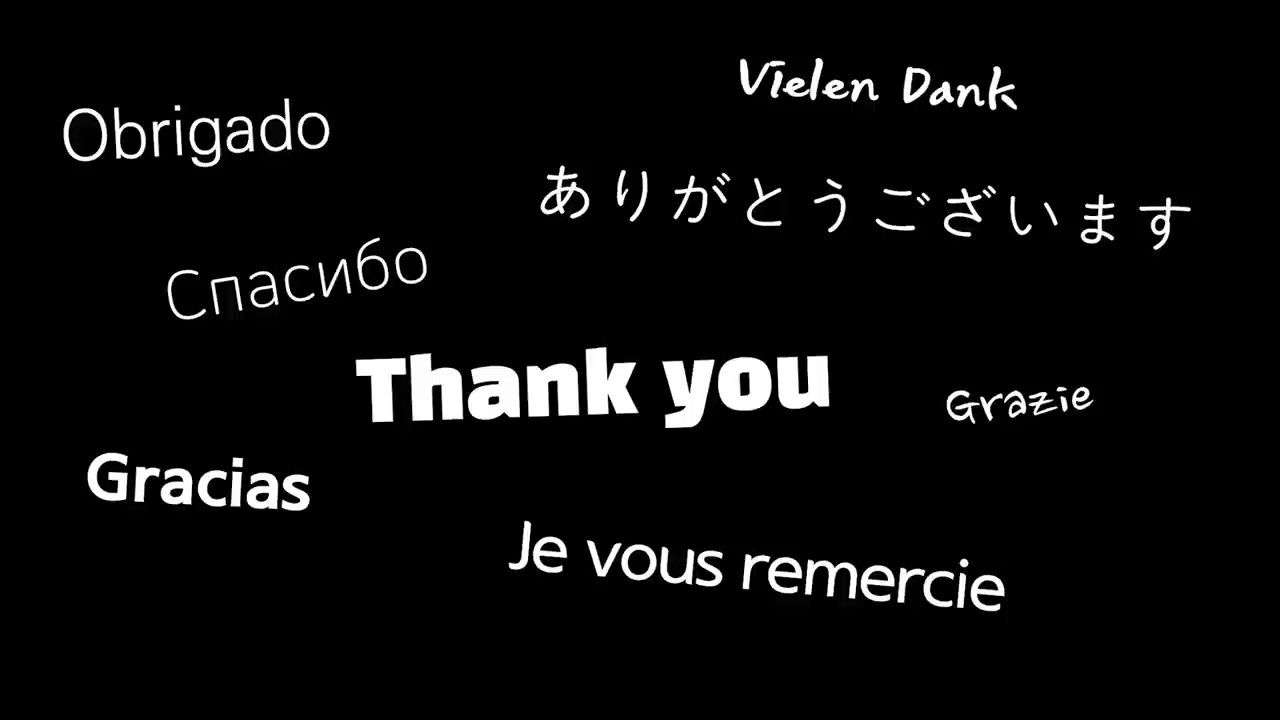 Vielen Dank
Obrigado
ありがとうございます
Спасибо
Thank you
Grazie
Gracias
Je vous remercie